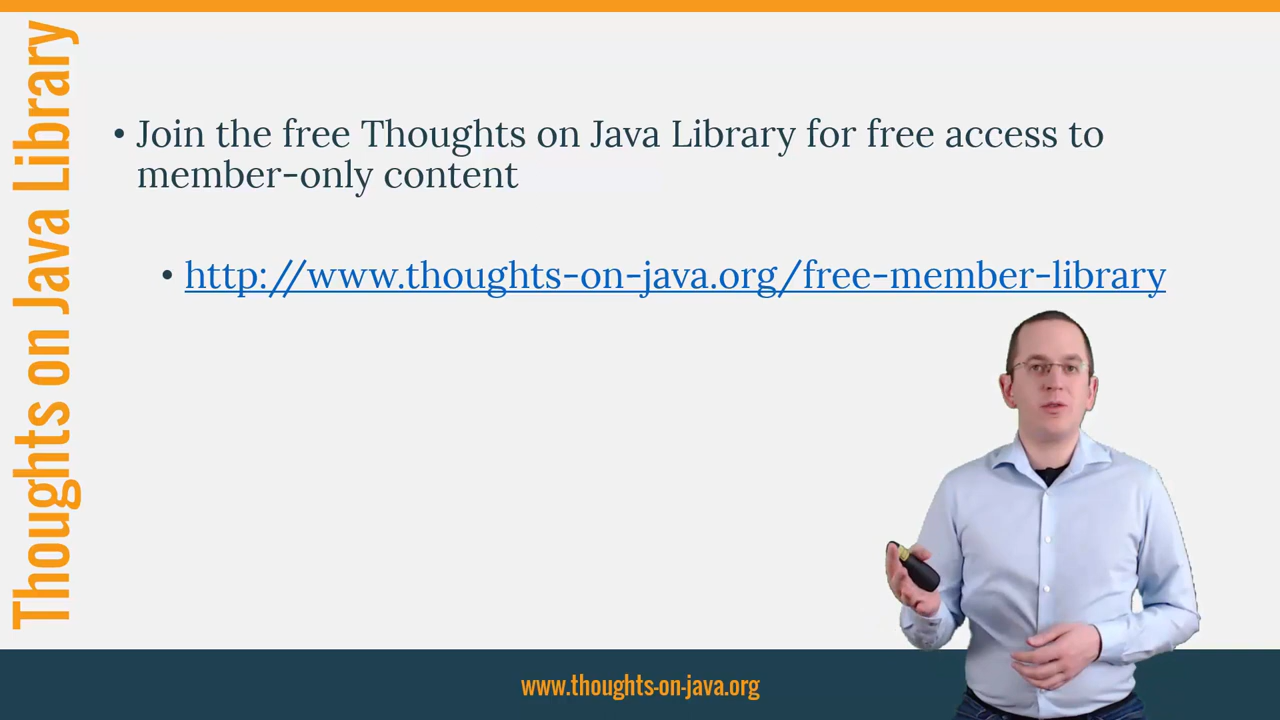 Thoughts on Java Library
• Join the free Thoughts on Java Library for free access to
member-only content
• http://www.thoughts-on-java.org/free-member-library
www.thoughts-on-java.org